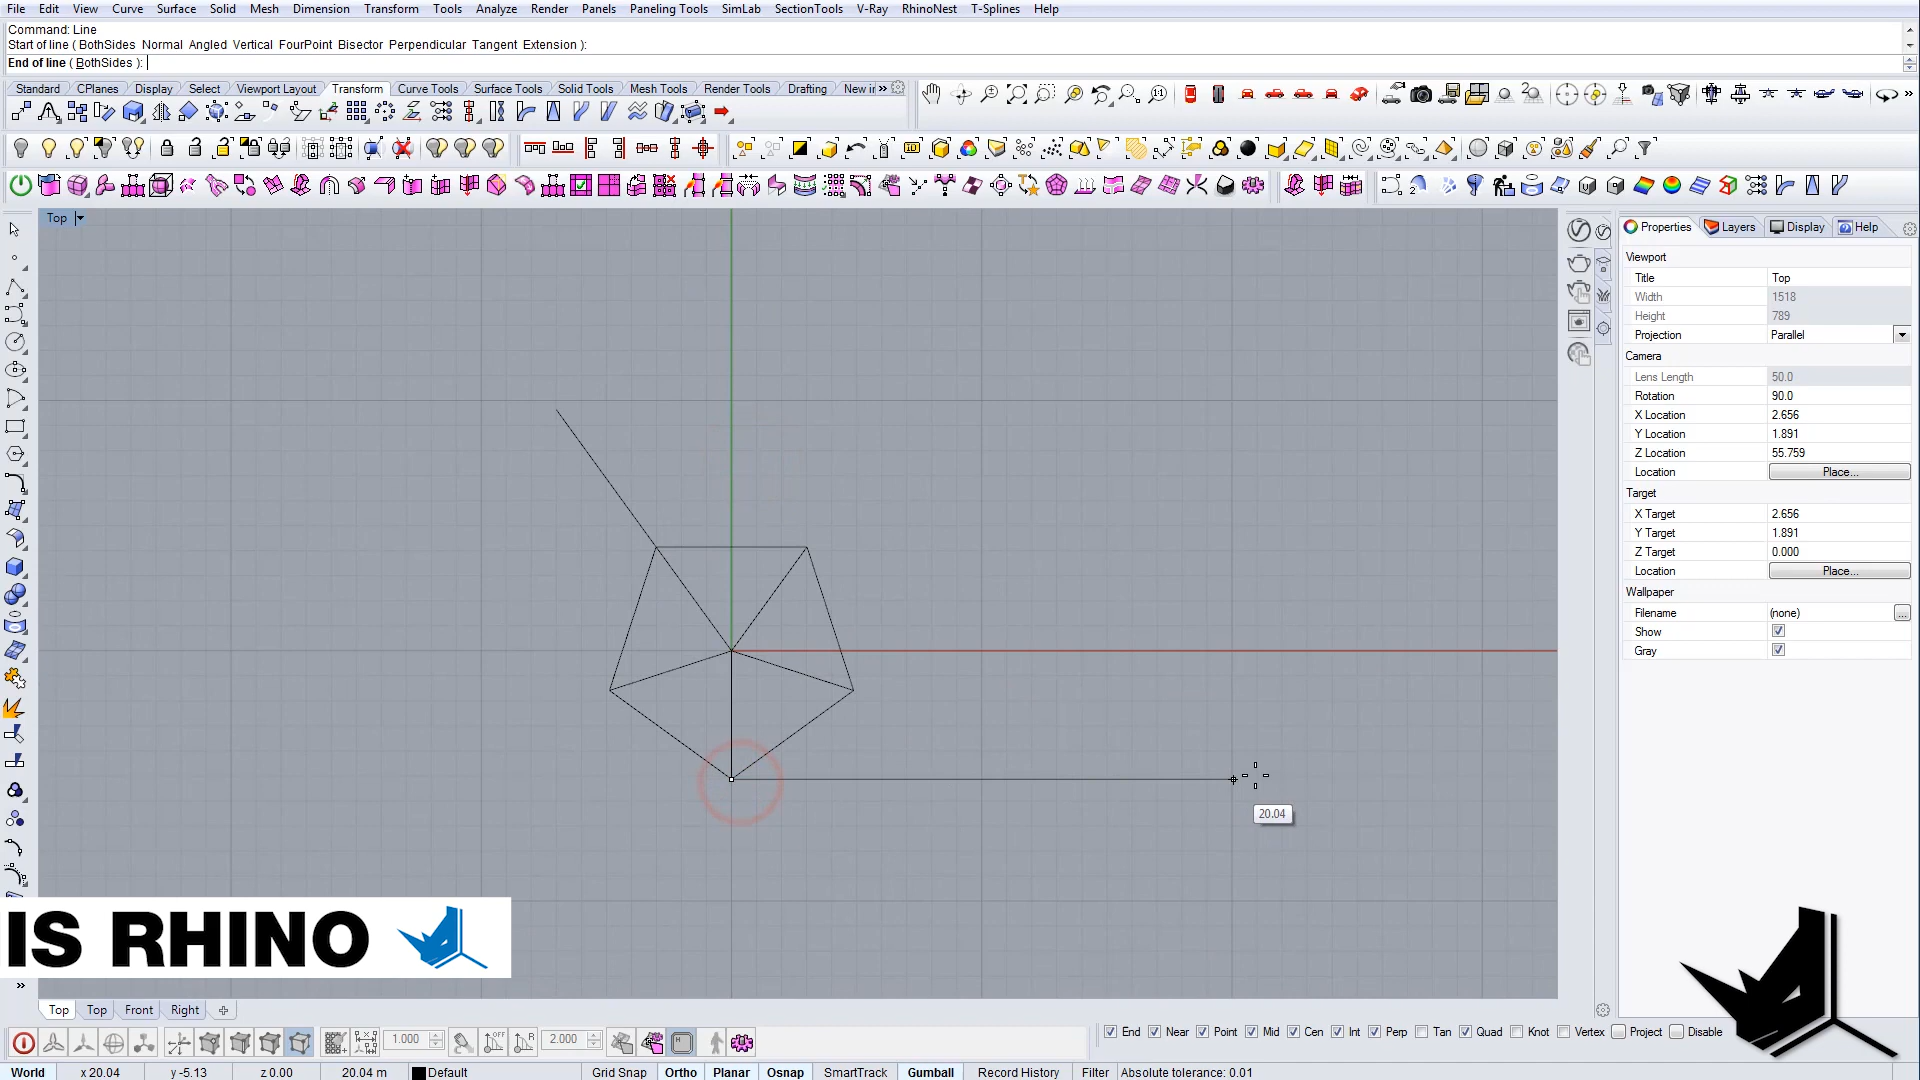 File Edit View Curve Surface Solid Mesh Dimension Transform Tools Analyze Render Panels Paneling Tools SimLab SectionTools V-Ray RhinoNest T-Splines Help
Command: Line
Start of line ( BothSides Normal Angled Vertical FourPoint Bisector Perpendicular Tangent Extension ):
End of line ( BothSides ):
Standard CPlanes Display Select Viewport Layout Transform Curve Tools Surface Tools Solid Tools Mesh Tools Render Tools Drafting New in
Top
Properties Layers Display Help
Viewport
Title Top
Width 1518
Height 789
Projection Parallel
Camera
Lens Length 50.0
Rotation 90.0
X Location 2.656
Y Location 1.891
Z Location 55.759
Location Place...
Target
X Target 2.656
Y Target 1.891
Z Target 0.000
Location Place...
Wallpaper
Filename (none) ...
Show
Gray
20.04
IS RHINO
Top Top Front Right
1.000 2.000
End Near Point Mid Cen Int Perp Tan Quad Knot Vertex Project Disable
World x 20.04 y -5.13 z 0.00 20.04 m Default Grid Snap Ortho Planar Osnap SmartTrack Gumball Record History Filter Absolute tolerance: 0.01